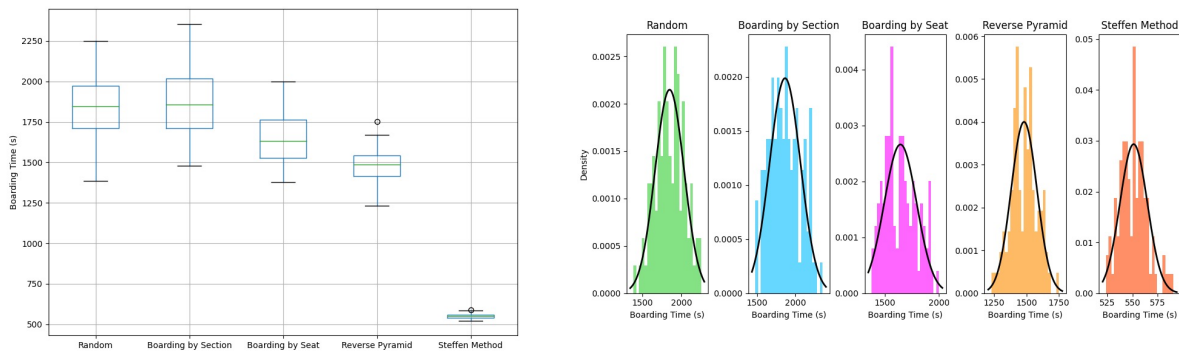 Boarding Time (s)
2250
2000
1750
1500
1250
1000
750
500
Random
Boarding by Section
Boarding by Seat
Reverse Pyramid
Steffen Method
Random
Density
0.0025
0.0020
0.0015
0.0010
0.0005
0.0000
1500
2000
Boarding Time (s)
Boarding by Section
0.0020
0.0015
0.0010
0.0005
0.0000
1500
2000
Boarding Time (s)
Boarding by Seat
0.004
0.003
0.002
0.001
0.000
1500
2000
Boarding Time (s)
Reverse Pyramid
0.006
0.005
0.004
0.003
0.002
0.001
0.000
1250
1500
1750
Boarding Time (s)
Steffen Method
0.05
0.04
0.03
0.02
0.01
0.00
525
550
575
Boarding Time (s)